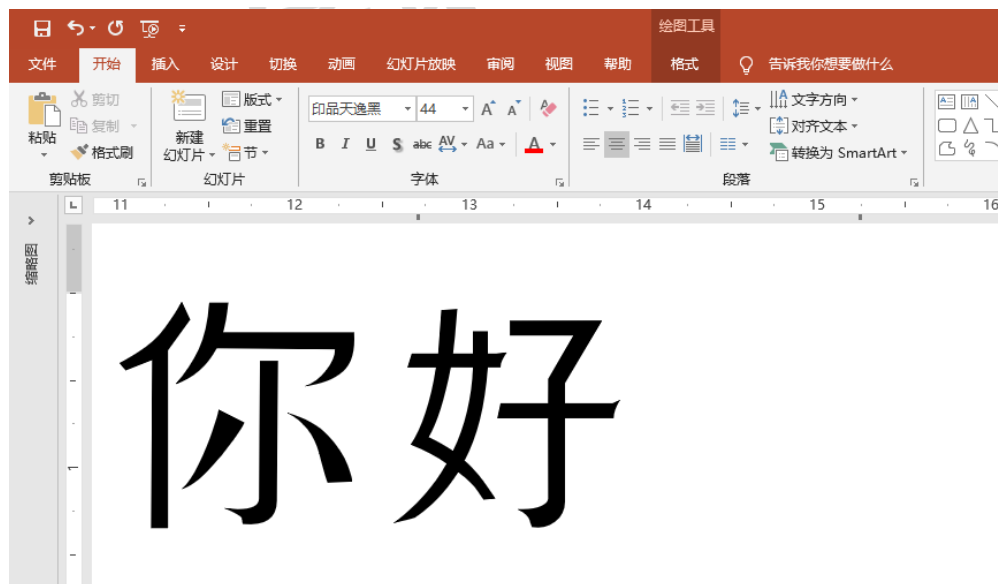 绘图工具
文件 开始 插入 设计 切换 动画 幻灯片放映 审阅 视图 帮助 格式 告诉我你想要做什么
剪切 版式 印品天逸黑 44 A A 文字方向
复制 重置 对齐文本
粘贴 格式刷 新建 幻灯片 节 B I U S abc AV Aa A 转换为 SmartArt
剪贴板 幻灯片 字体 段落
L 11 12 13 14 15 16
缩略图
你好
1